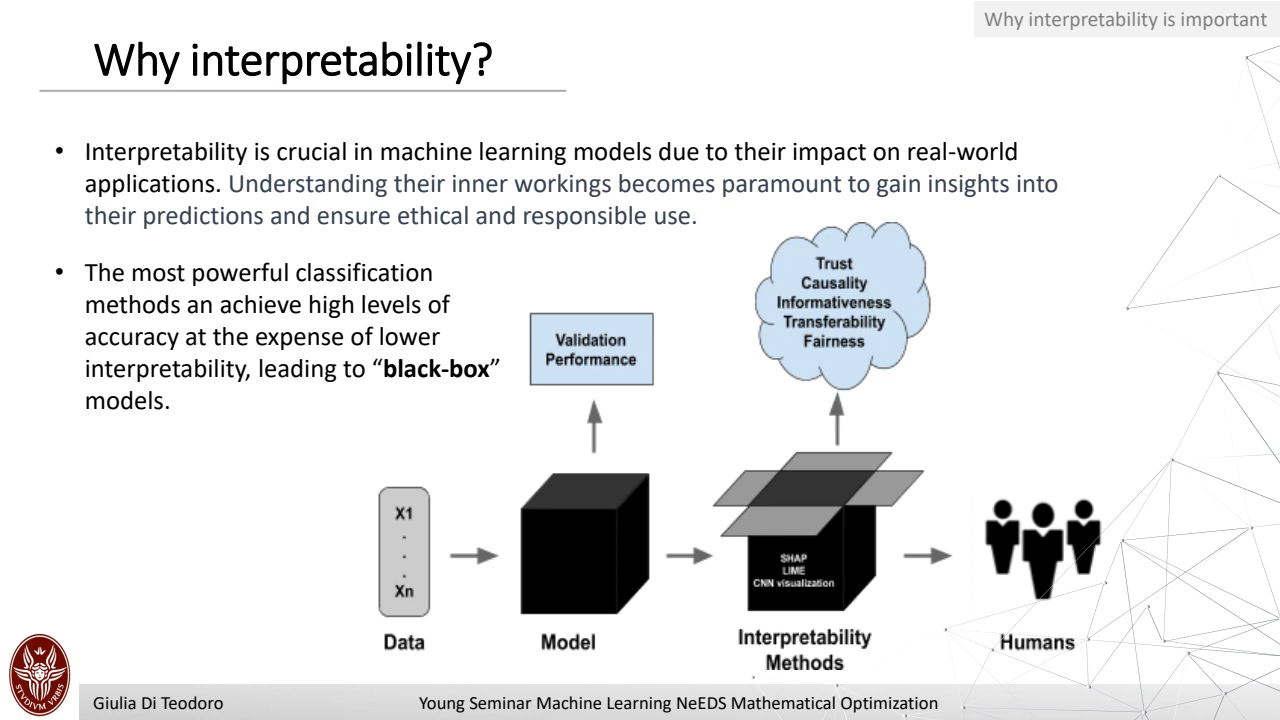 Why interpretability is important
Why interpretability?
• Interpretability is crucial in machine learning models due to their impact on real-world
applications. Understanding their inner workings becomes paramount to gain insights into
their predictions and ensure ethical and responsible use.
• The most powerful classification
methods an achieve high levels of
accuracy at the expense of lower
interpretability, leading to “black-box”
models.
Validation
Performance
Trust
Causality
Informativeness
Transferability
Fairness
X1
.
.
.
Xn
SHAP
LIME
CNN visualization
Data
Model
Interpretability
Methods
Humans
STVDIVM VRBIS
Giulia Di Teodoro
Young Seminar Machine Learning NeEDS Mathematical Optimization